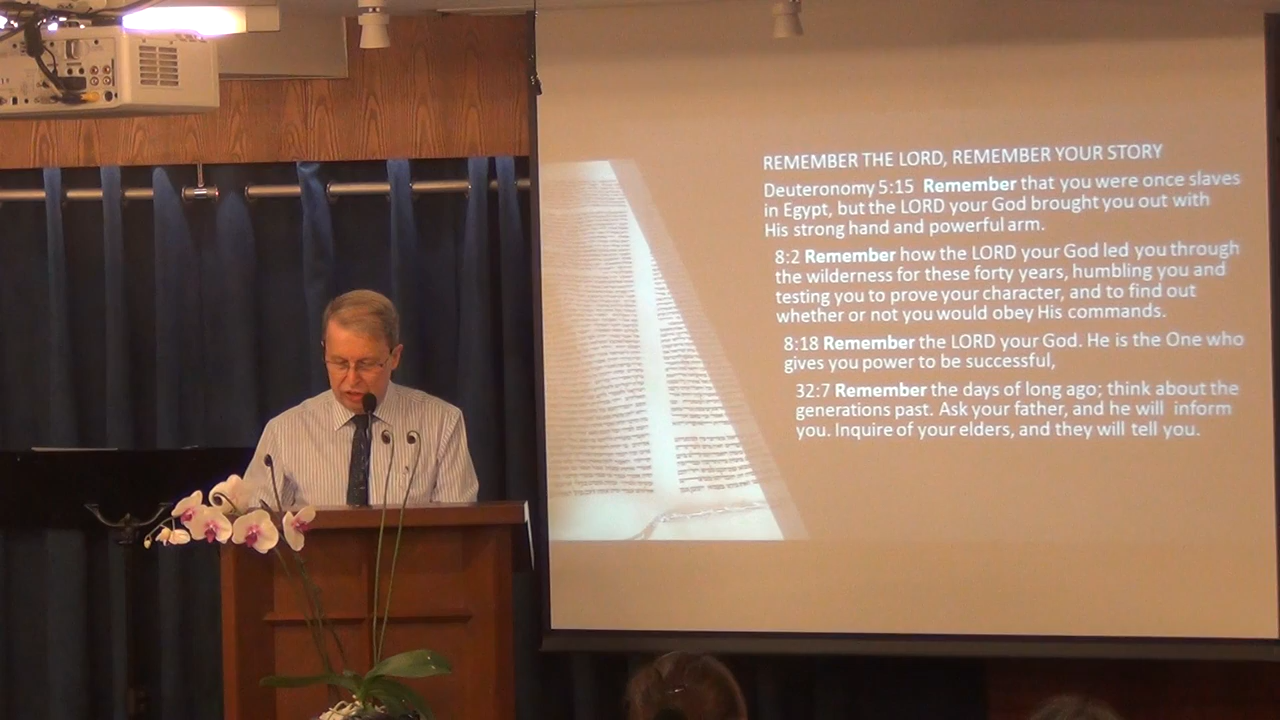 REMEMBER THE LORD, REMEMBER YOUR STORY
Deuteronomy 5:15 Remember that you were once slaves
in Egypt, but the LORD your God brought you out with
His strong hand and powerful arm.
8:2 Remember how the LORD your God led you through
the wilderness for these forty years, humbling you and
testing you to prove your character, and to find out
whether or not you would obey His commands.
8:18 Remember the LORD your God. He is the One who
gives you power to be successful,
32:7 Remember the days of long ago; think about the
generations past. Ask your father, and he will inform
you. Inquire of your elders, and they will tell you.